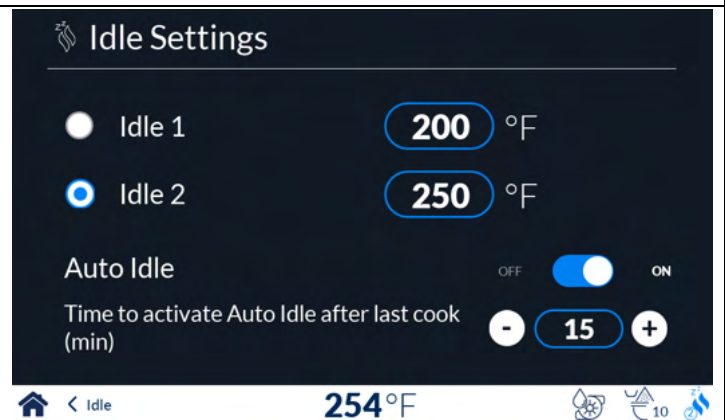 Idle Settings
Idle 1 200 °F
Idle 2 250 °F
Auto Idle OFF ON
Time to activate Auto Idle after last cook
(min)
- 15 +
< Idle 254°F 10 (2)